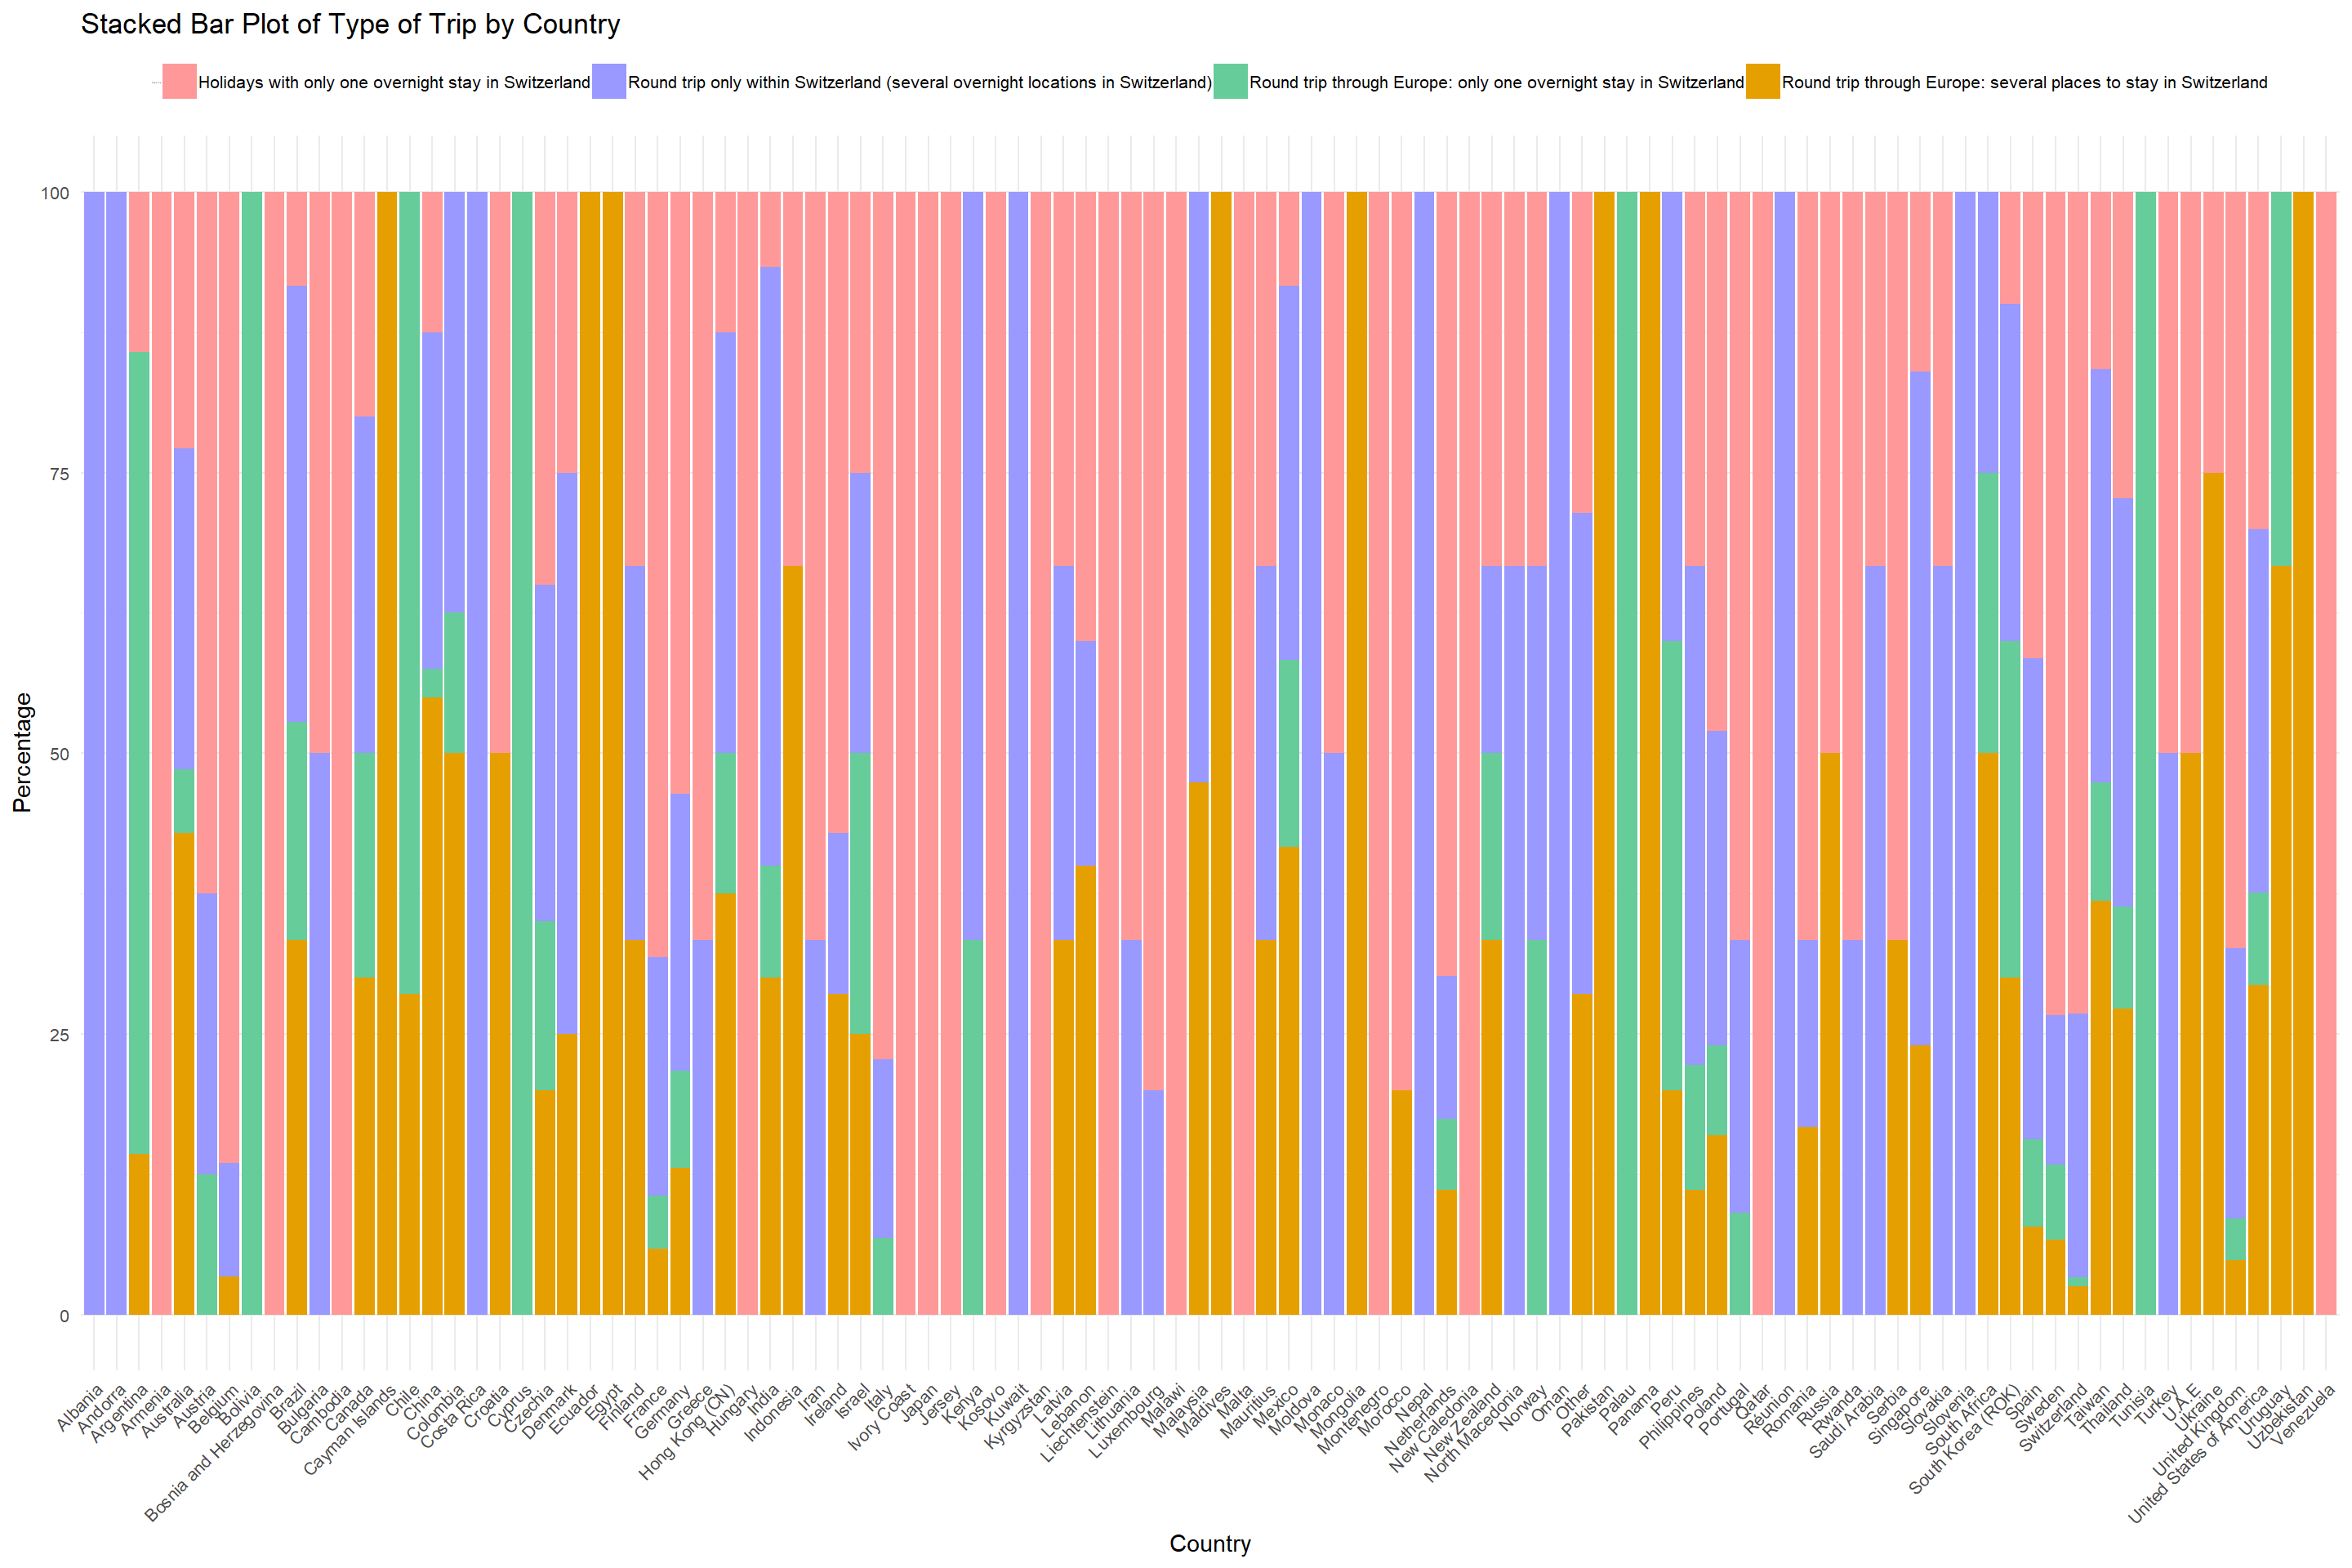 Stacked Bar Plot of Type of Trip by Country
Holidays with only one overnight stay in Switzerland
Round trip only within Switzerland (several overnight locations in Switzerland)
Round trip through Europe: only one overnight stay in Switzerland
Round trip through Europe: several places to stay in Switzerland
Percentage
100
75
50
25
0
Albania
Andorra
Argentina
Armenia
Australia
Austria
Belgium
Bolivia
Bosnia and Herzegovina
Brazil
Bulgaria
Cambodia
Canada
Cayman Islands
Chile
China
Colombia
Costa Rica
Croatia
Cyprus
Czechia
Denmark
Ecuador
Egypt
Finland
France
Germany
Greece
Hong Kong (CN)
Hungary
India
Indonesia
Iran
Ireland
Israel
Italy
Ivory Coast
Japan
Jersey
Kenya
Kosovo
Kuwait
Kyrgyzstan
Latvia
Lebanon
Liechtenstein
Lithuania
Luxembourg
Malawi
Malaysia
Maldives
Malta
Mauritius
Mexico
Moldova
Monaco
Mongolia
Montenegro
Morocco
Nepal
Netherlands
New Caledonia
New Zealand
North Macedonia
Norway
Oman
Other
Pakistan
Palau
Panama
Peru
Philippines
Poland
Portugal
Qatar
Réunion
Romania
Russia
Rwanda
Saudi Arabia
Serbia
Singapore
Slovakia
Slovenia
South Africa
South Korea (ROK)
Spain
Sweden
Switzerland
Taiwan
Thailand
Tunisia
Turkey
U.A.E.
Ukraine
United Kingdom
United States of America
Uruguay
Uzbekistan
Venezuela
Country